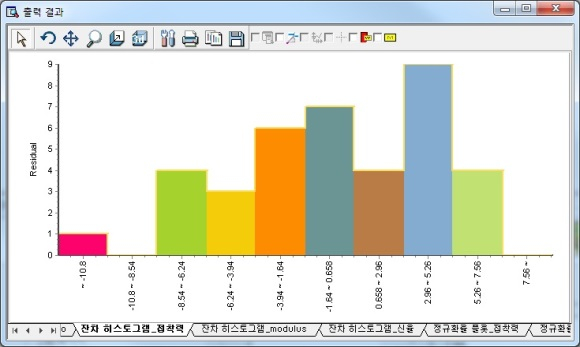 출력 결과
9
8
7
6
5
4
3
2
1
0
Residual
~ -10.8
-10.8 ~ -8.54
-8.54 ~ -6.24
-6.24 ~ -3.94
-3.94 ~ -1.64
-1.64 ~ 0.658
0.658 ~ 2.96
2.96 ~ 5.26
5.26 ~ 7.56
7.56 ~
잔차 히스토그램_점착력 잔차 히스토그램_modulus 잔차 히스토그램_신율 정규확률 플롯_접착력 정규확률